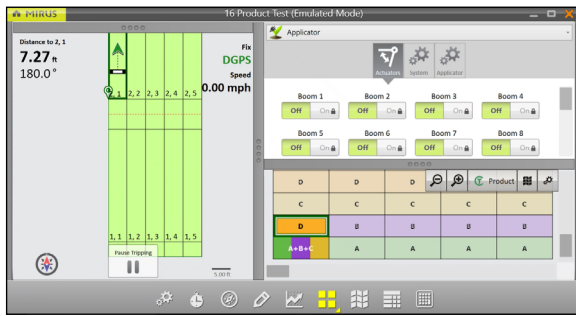 MIRUS
16 Product Test (Emulated Mode)
Distance to 2, 1
7.27 ft
180.0 °
Fix
DGPS
Speed
0.00 mph
2, 1 2, 2 2, 3 2, 4 2, 5
1, 1 1, 2 1, 3 1, 4 1, 5
Pause Tripping
5.00 ft
Applicator
Actuators System Applicator
Boom 1 Boom 2 Boom 3 Boom 4
Off On Off On Off On Off On
Boom 5 Boom 6 Boom 7 Boom 8
Off On Off On Off On Off On
Product
D D D
C C C C C
D B B B B
A+B+C A A A A